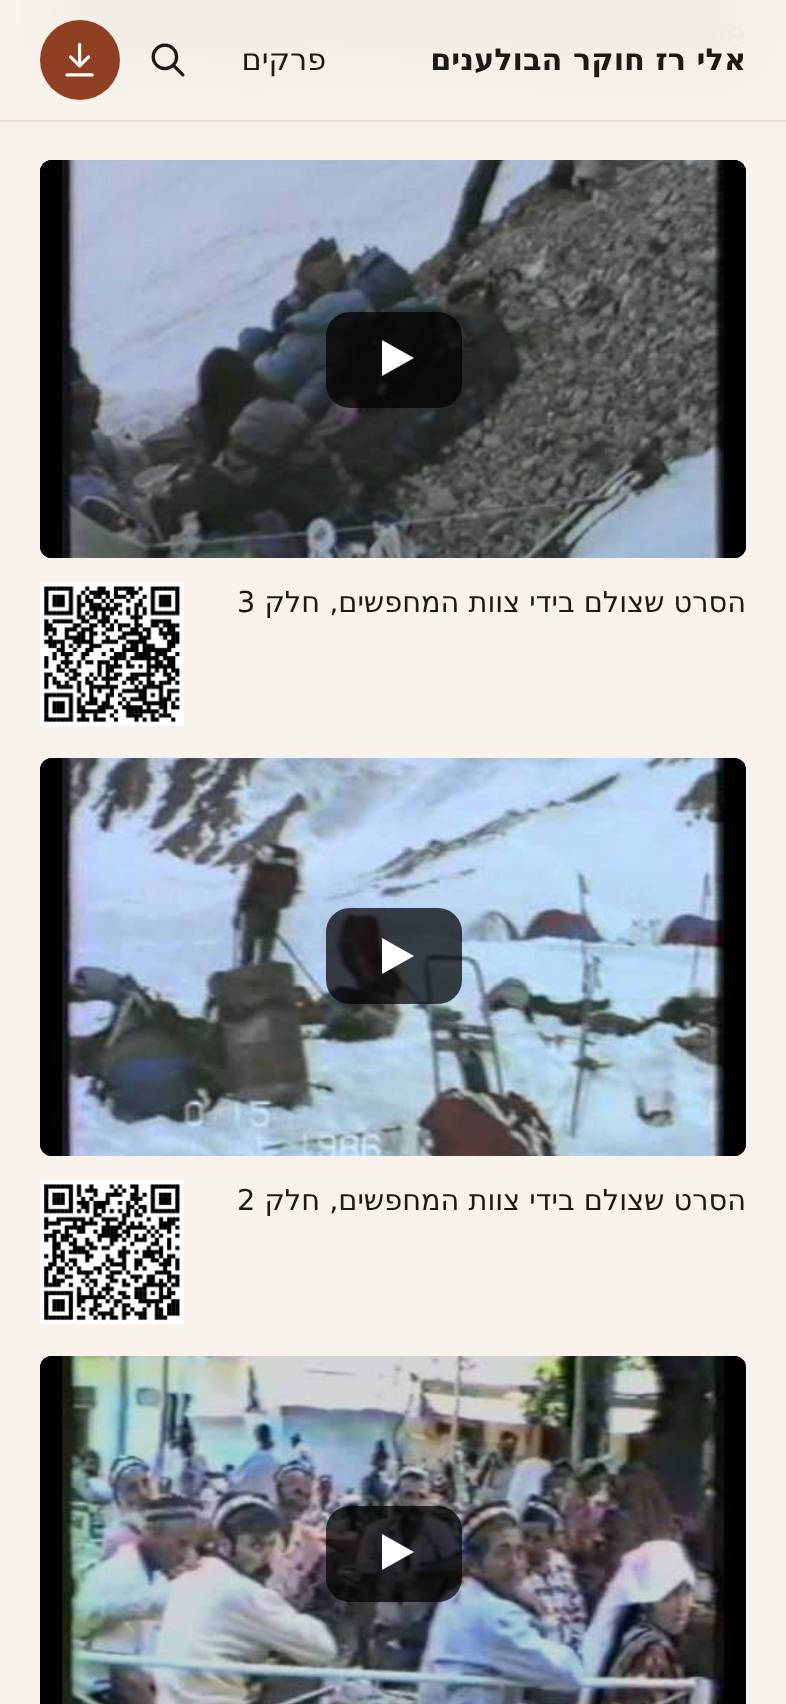 אלי רז חוקר הבולענים
פרקים
הסרט שצולם בידי צוות המחפשים, חלק 3
0 15
1986
הסרט שצולם בידי צוות המחפשים, חלק 2